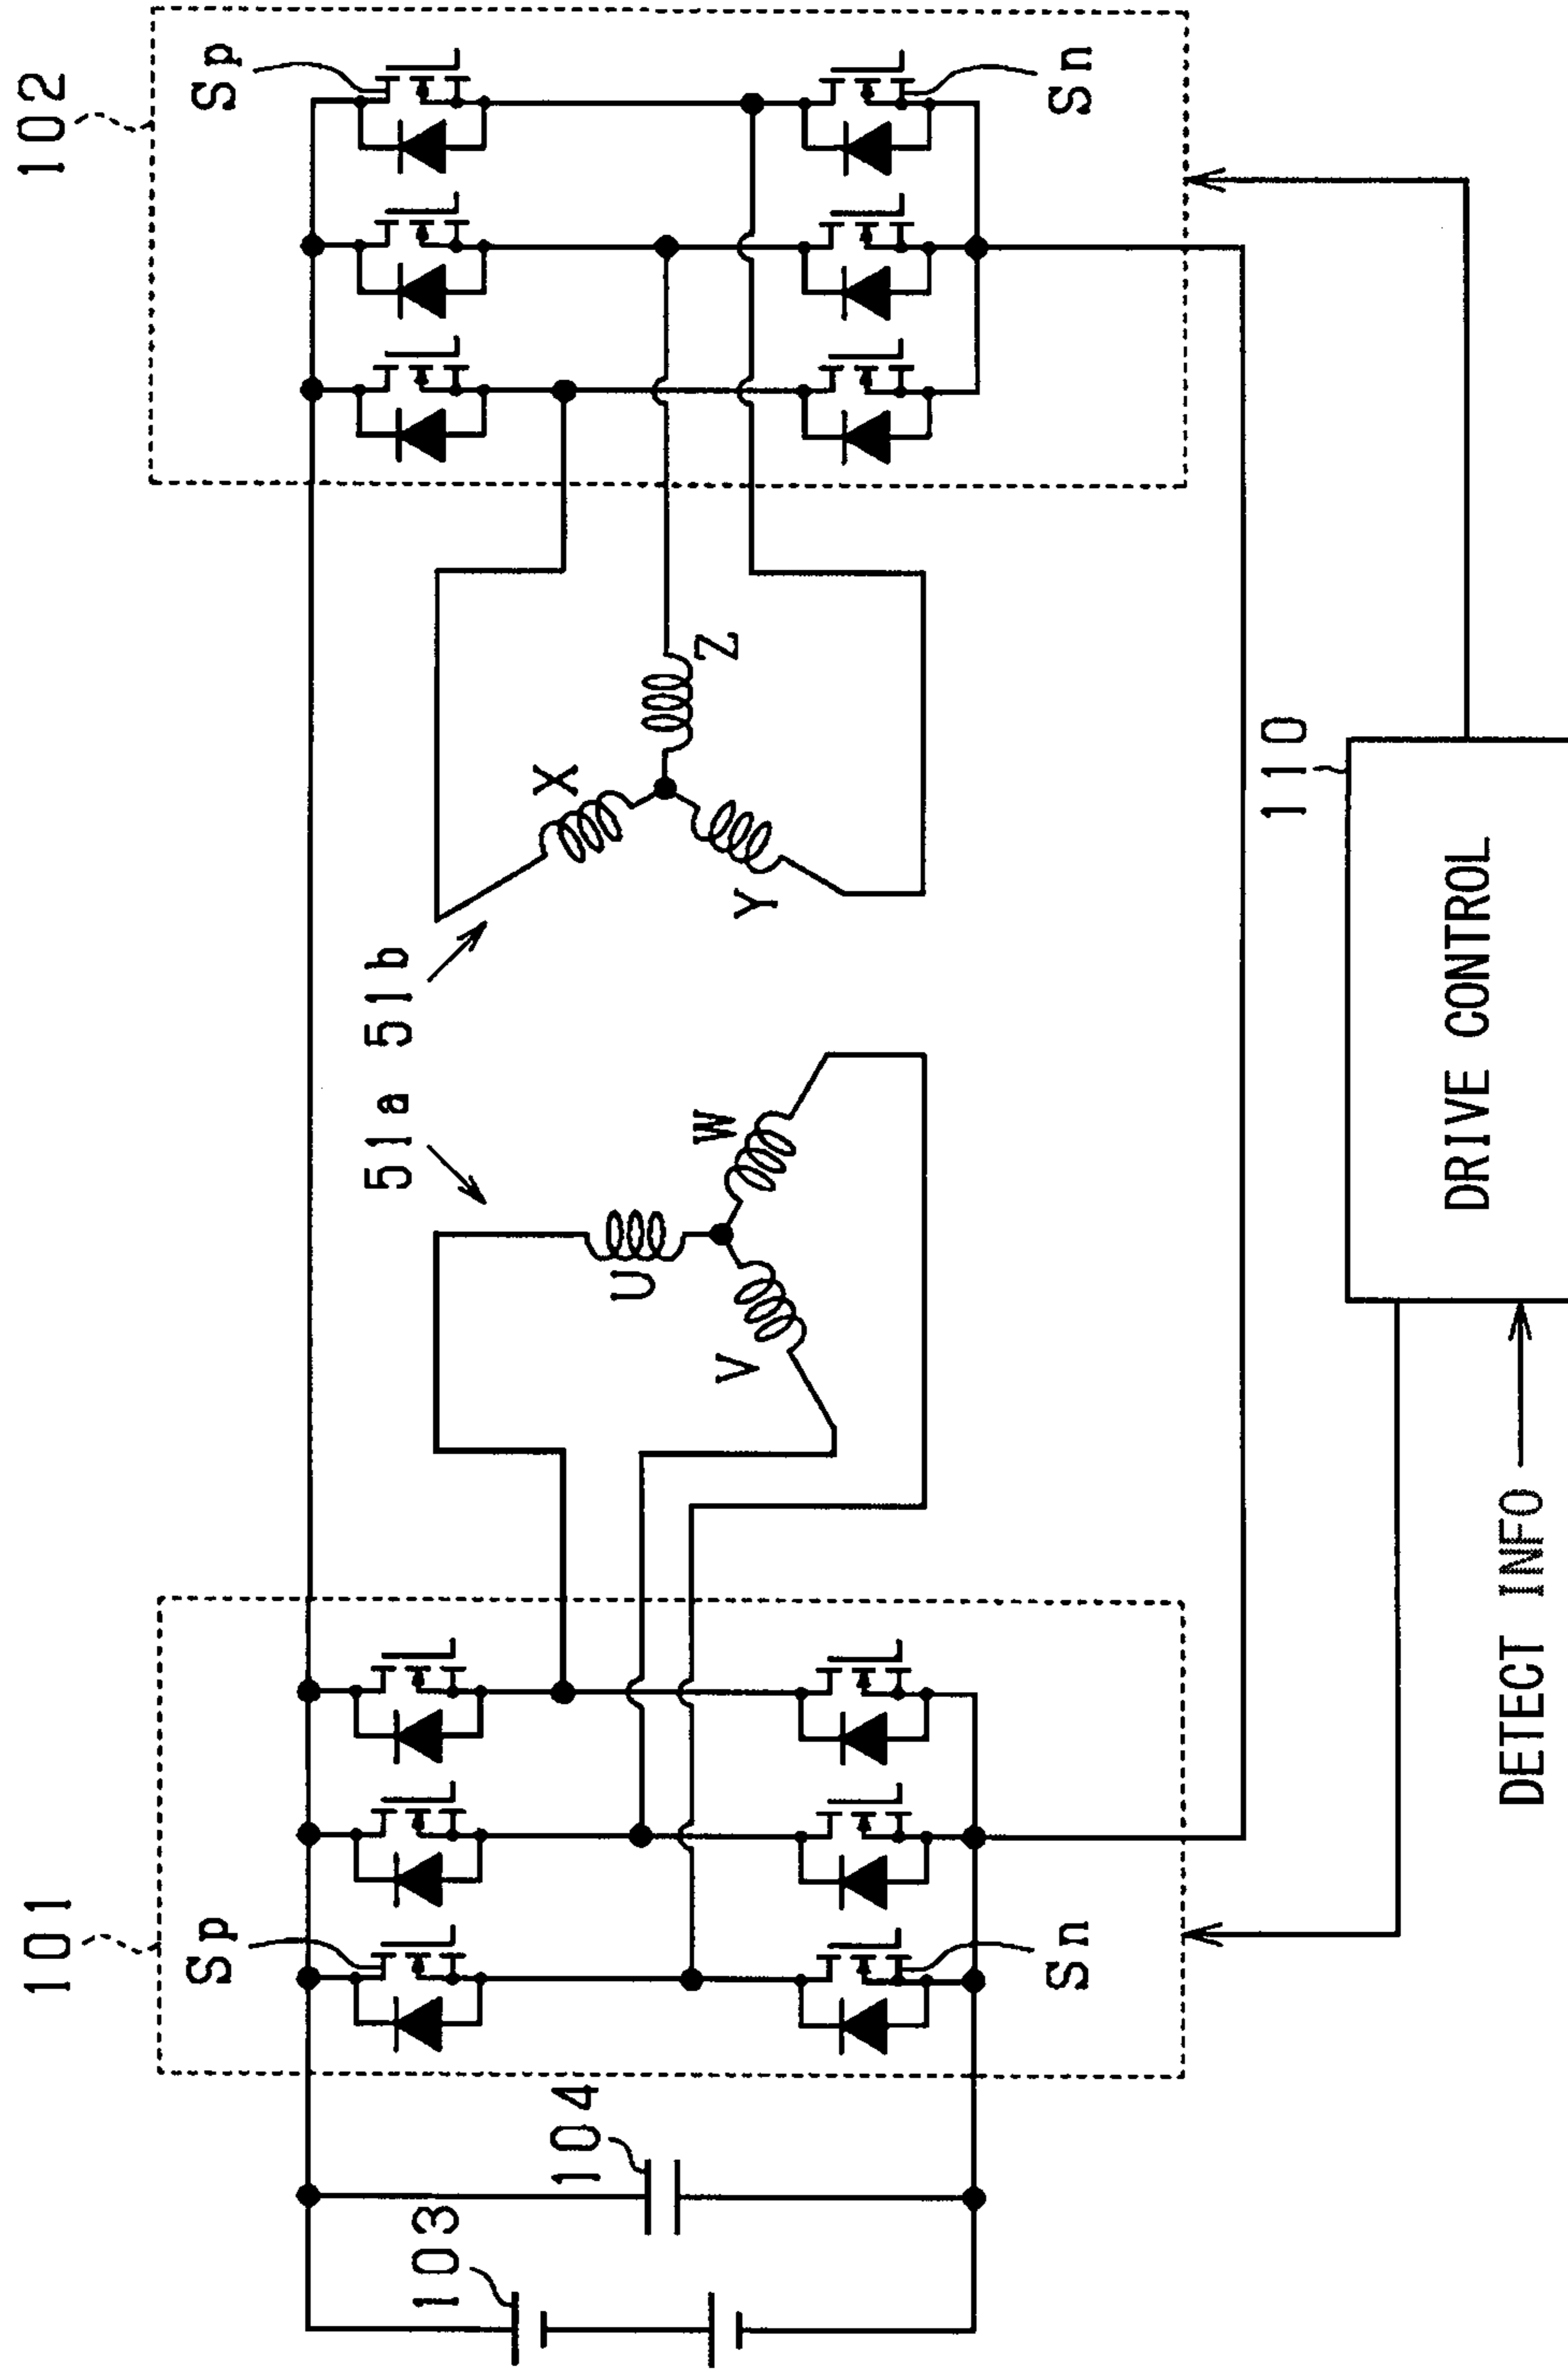 101
102
Sp
Sp
103
104
51a
51b
U
V
W
X
Y
Z
Sn
Sn
110
DRIVE CONTROL
DETECT INFO